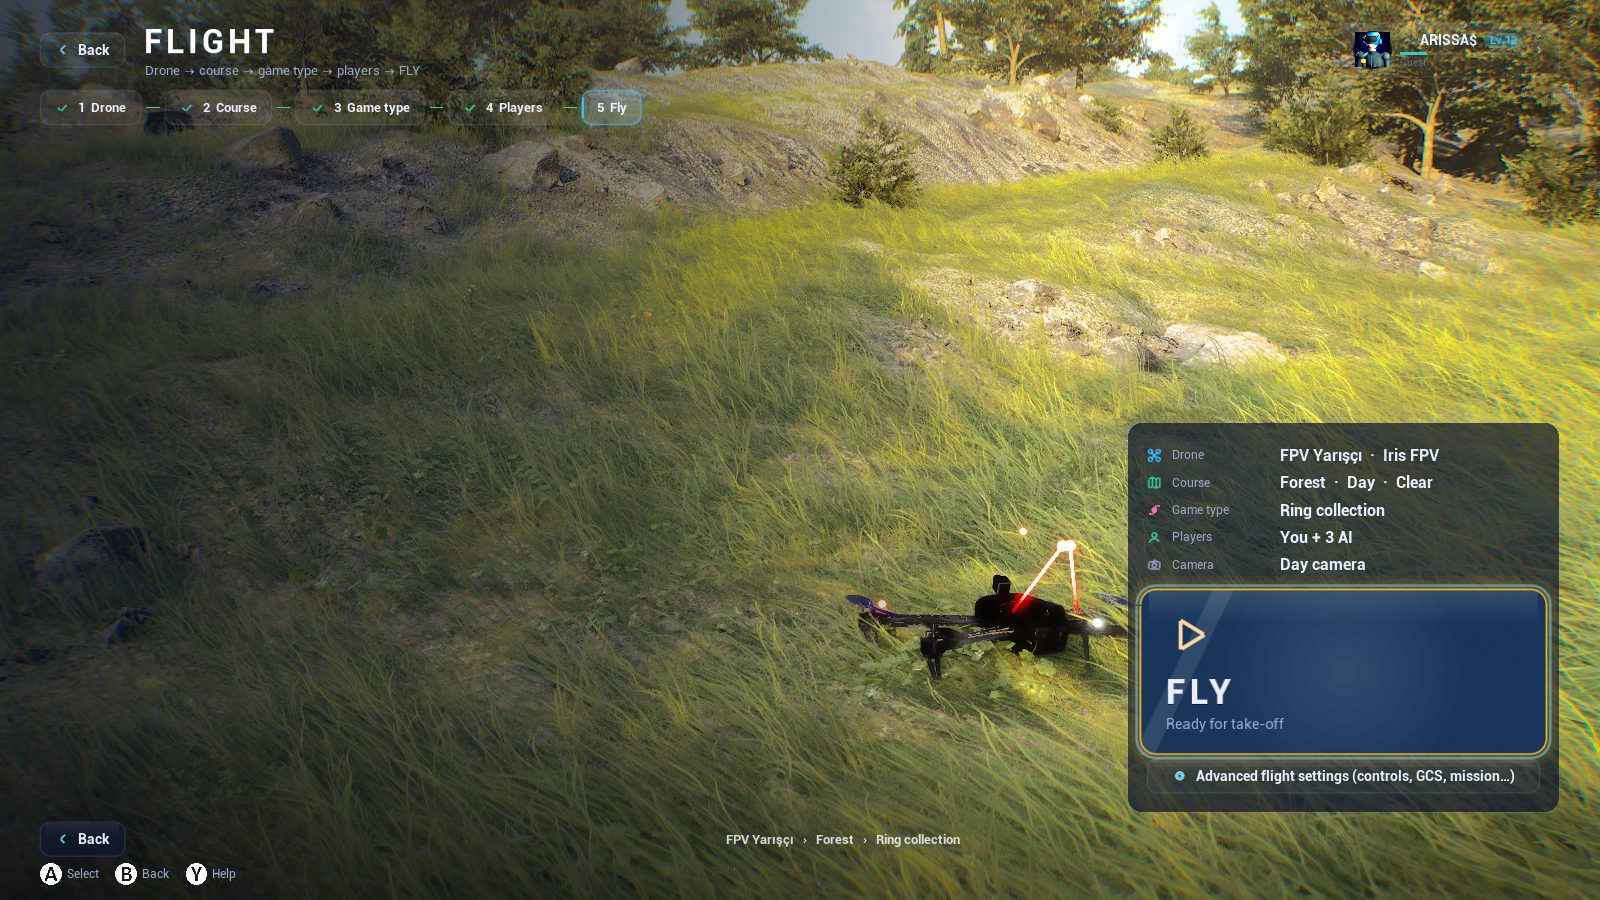 Back
FLIGHT
Drone → course → game type → players → FLY
ARISSA$ Lv 12
Guest
1 Drone
2 Course
3 Game type
4 Players
5 Fly
Drone FPV Yarışçı · Iris FPV
Course Forest · Day · Clear
Game type Ring collection
Players You + 3 AI
Camera Day camera
FLY
Ready for take-off
Advanced flight settings (controls, GCS, mission...)
Back
FPV Yarışçı › Forest › Ring collection
A Select B Back Y Help